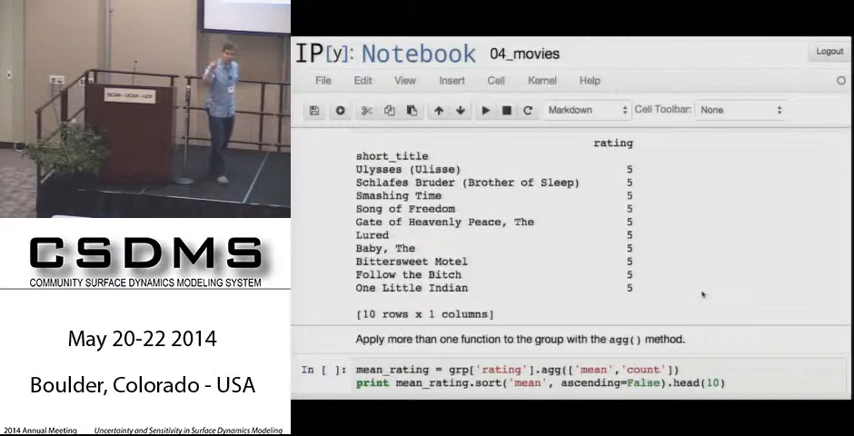 IP[y]: Notebook 04_movies
Logout
File Edit View Insert Cell Kernel Help
Markdown Cell Toolbar: None
rating
short_title
Ulysses (Ulisse) 5
Schlafes Bruder (Brother of Sleep) 5
Smashing Time 5
Song of Freedom 5
Gate of Heavenly Peace, The 5
Lured 5
Baby, The 5
Bittersweet Motel 5
Follow the Bitch 5
One Little Indian 5
[10 rows x 1 columns]
Apply more than one function to the group with the agg() method.
In [ ]: mean_rating = grp['rating'].agg(['mean','count'])
print mean_rating.sort('mean', ascending=False).head(10)
CSDMS
COMMUNITY SURFACE DYNAMICS MODELING SYSTEM
May 20-22 2014
Boulder, Colorado - USA
2014 Annual Meeting Uncertainty and Sensitivity in Surface Dynamics Modeling